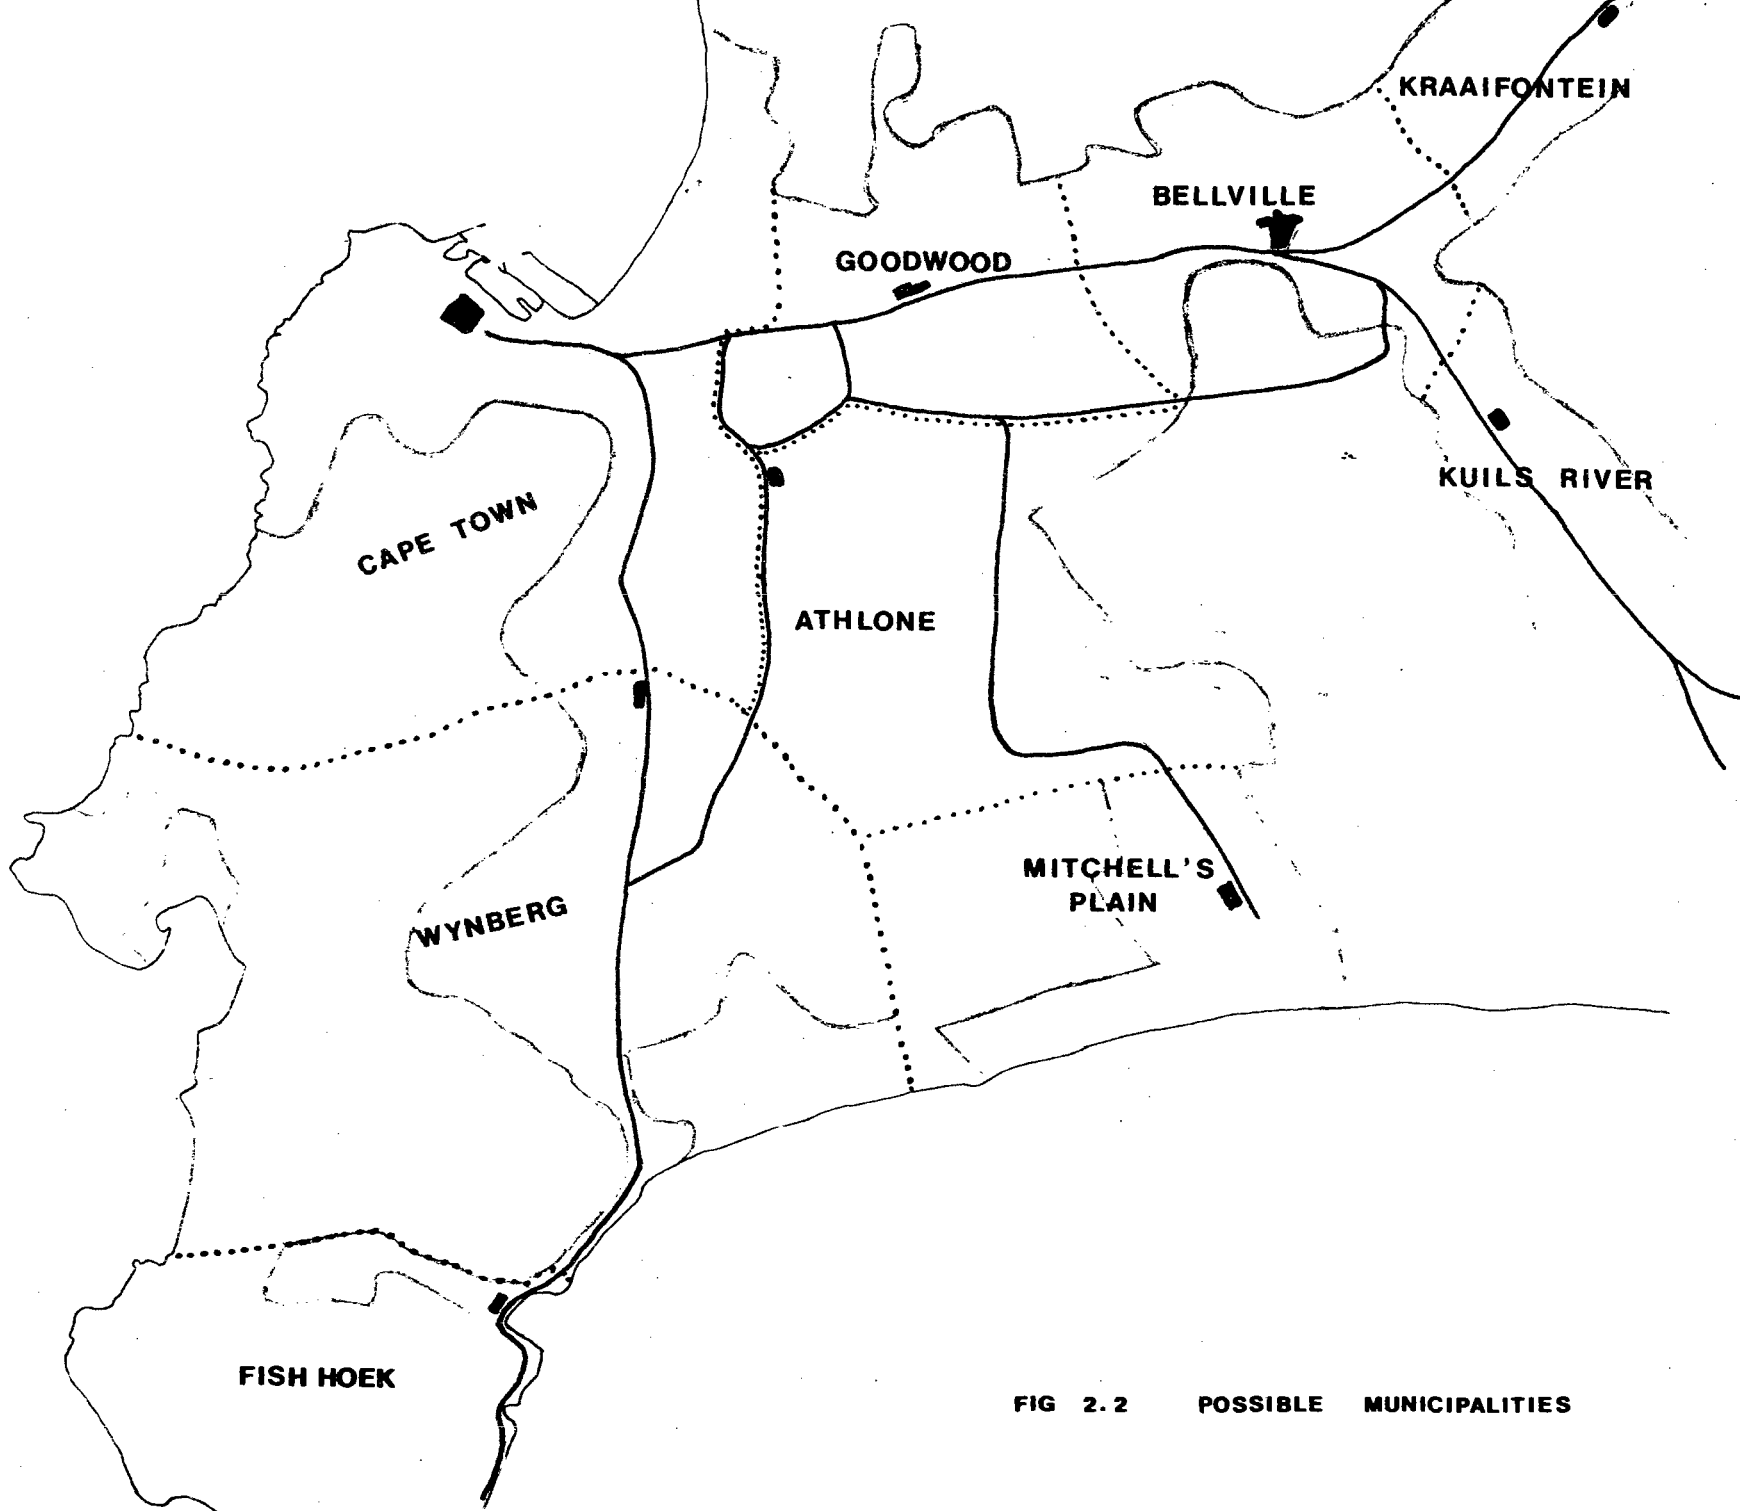 KRAAIFONTEIN
BELLVILLE
GOODWOOD
KUILS RIVER
CAPE TOWN
ATHLONE
MITCHELL'S
PLAIN
WYNBERG
FISH HOEK
FIG 2.2 POSSIBLE MUNICIPALITIES